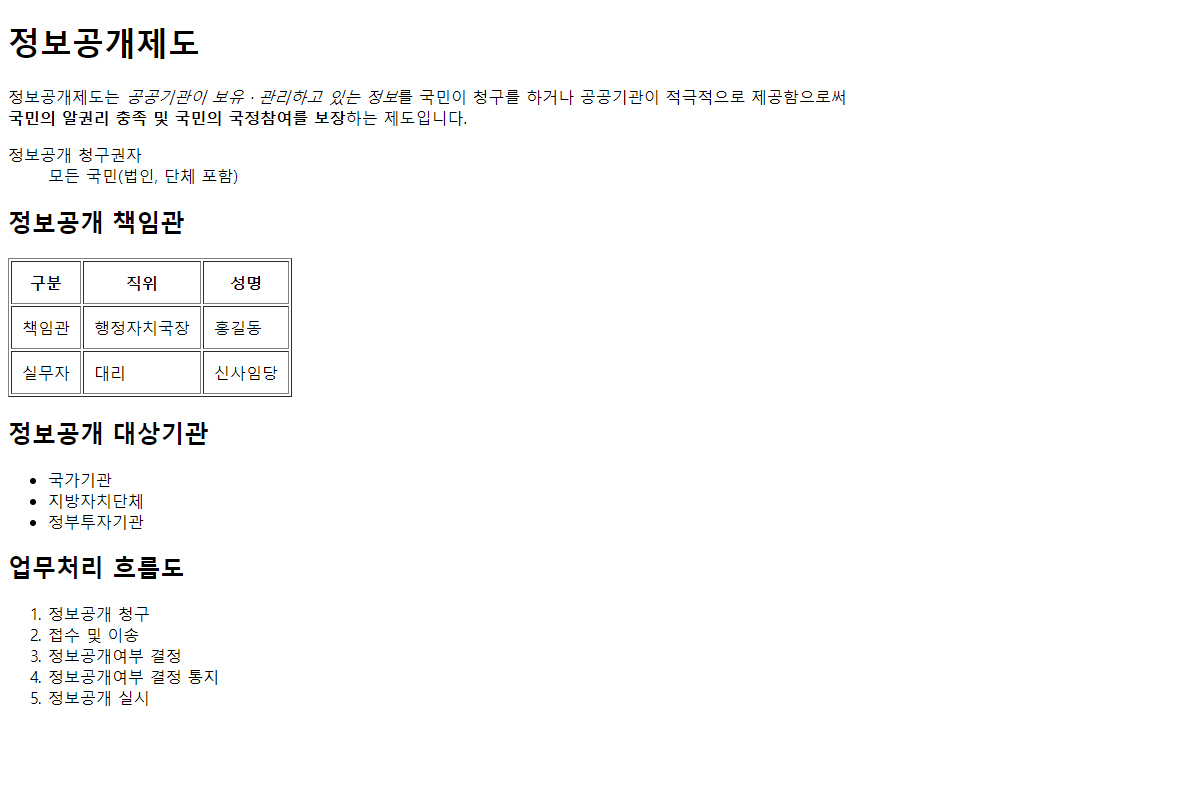 정보공개제도
정보공개제도는 공공기관이 보유·관리하고 있는 정보를 국민이 청구를 하거나 공공기관이 적극적으로 제공함으로써
국민의 알권리 충족 및 국민의 국정참여를 보장하는 제도입니다.
정보공개 청구권자
모든 국민(법인, 단체 포함)
정보공개 책임관
구분 직위 성명
책임관 행정자치국장 홍길동
실무자 대리 신사임당
정보공개 대상기관
• 국가기관
• 지방자치단체
• 정부투자기관
업무처리 흐름도
1. 정보공개 청구
2. 접수 및 이송
3. 정보공개여부 결정
4. 정보공개여부 결정 통지
5. 정보공개 실시